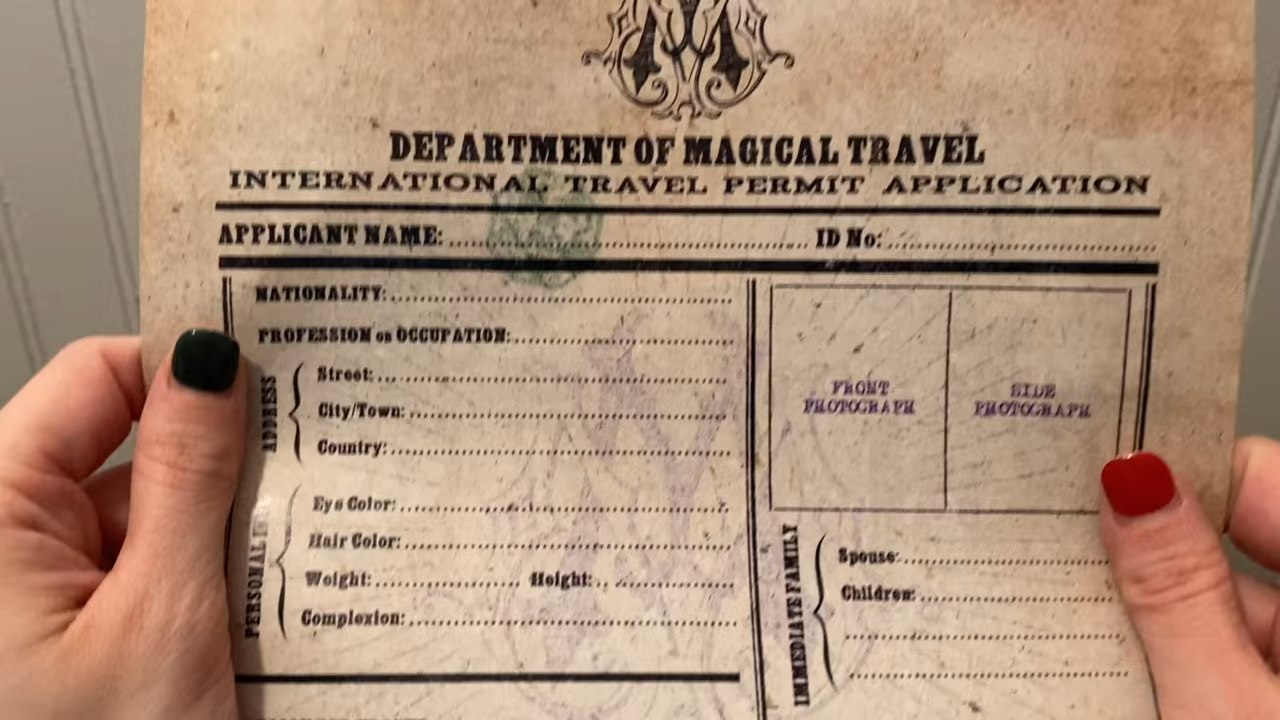 DEPARTMENT OF MAGICAL TRAVEL
INTERNATIONAL TRAVEL PERMIT APPLICATION
APPLICANT NAME: ID No:
NATIONALITY:
PROFESSION OR OCCUPATION:
ADDRESS
Street:
City/Town:
Country:
PERSONAL
Eye Color:
Hair Color:
Weight: Height:
Complexion:
FRONT PHOTOGRAPH
SIDE PHOTOGRAPH
IMMEDIATE FAMILY
Spouse:
Children: